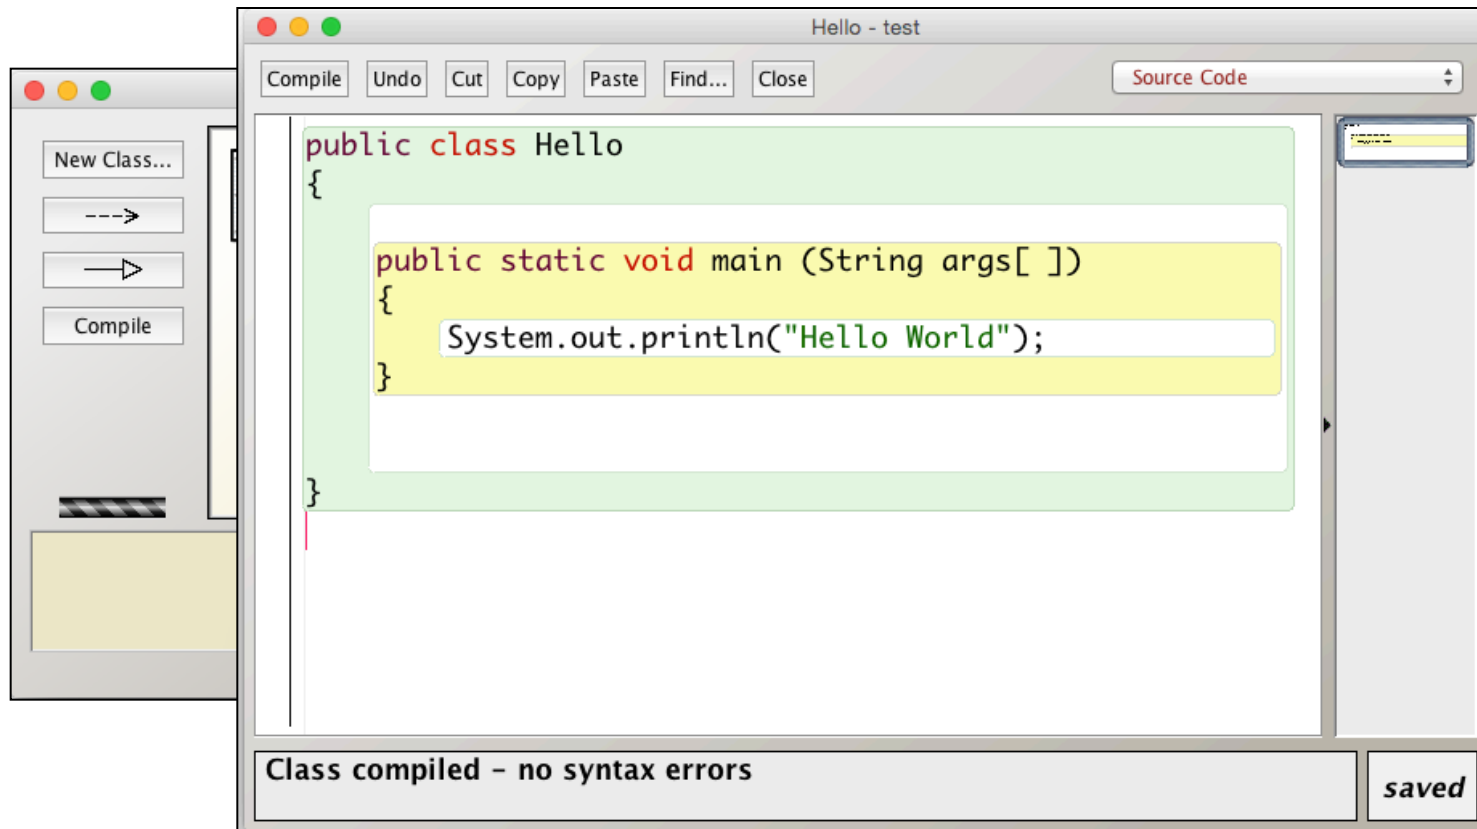 Hello - test
Compile Undo Cut Copy Paste Find... Close Source Code
New Class...
Compile
public class Hello
{
public static void main (String args[ ])
{
System.out.println("Hello World");
}
}
Class compiled – no syntax errors
saved